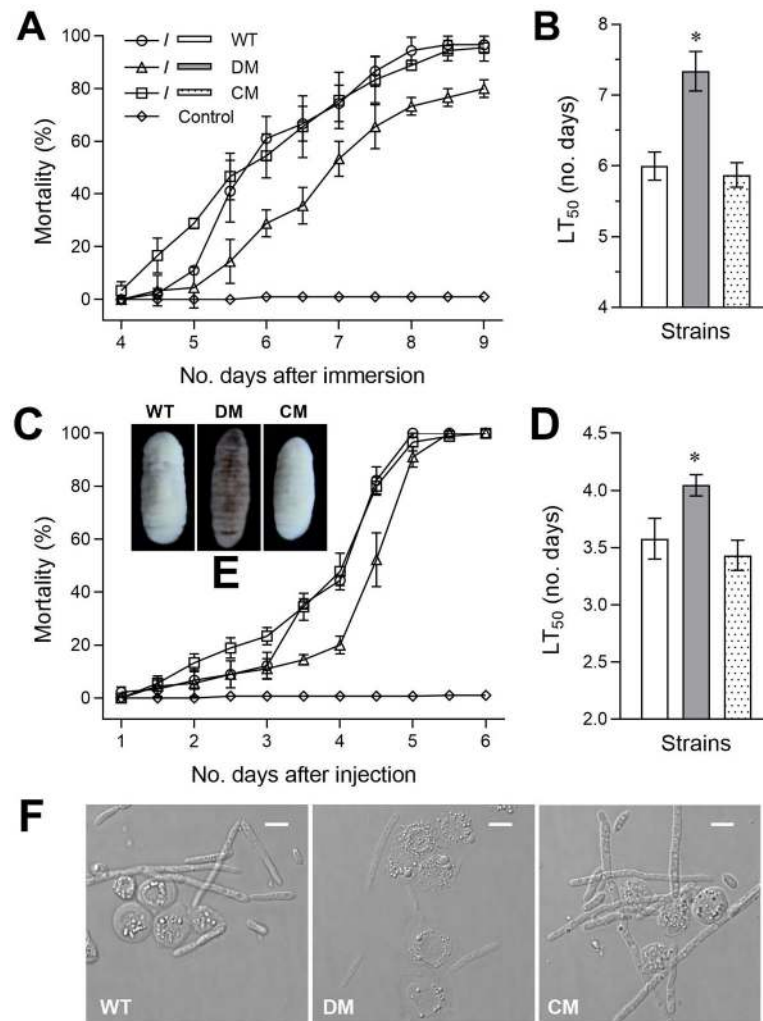 A
100
80
60
40
20
0
Mortality (%)
/ WT
/ DM
/ CM
Control
4 5 6 7 8 9
No. days after immersion
B
8
7
6
5
4
LT50 (no. days)
*
Strains
C
100
80
60
40
20
0
Mortality (%)
WT DM CM
E
1 2 3 4 5 6
No. days after injection
D
4.5
4.0
3.5
3.0
2.5
2.0
LT50 (no. days)
*
Strains
F
WT
DM
CM